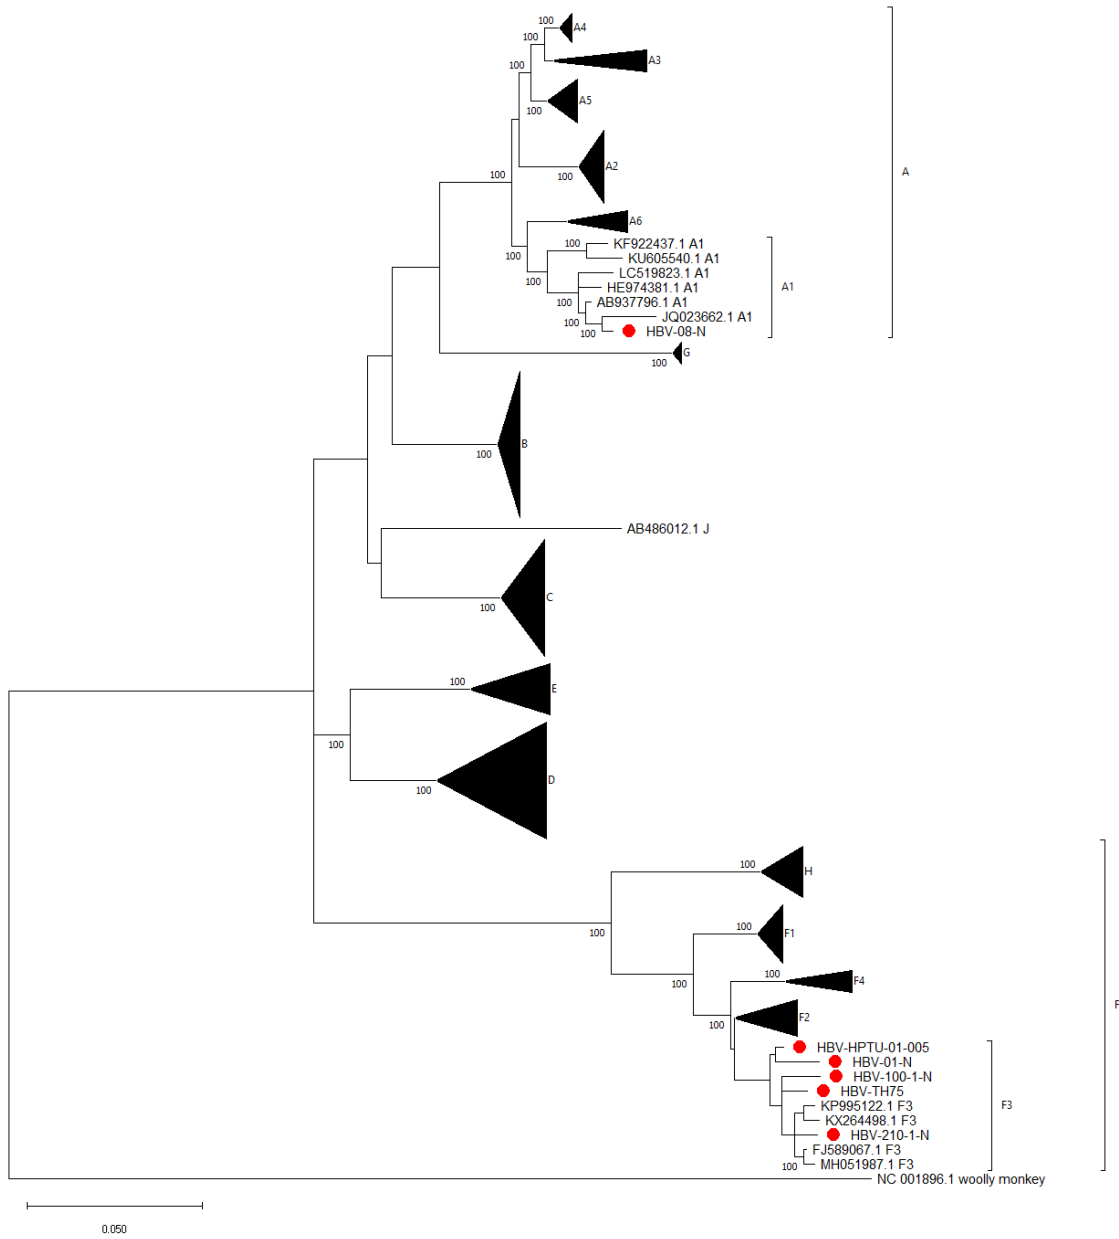 100
A4
100
A3
100
100
A5
100
A2
100
A
A6
100
KF922437.1 A1
100
KU605540.1 A1
100
LC519823.1 A1
HE974381.1 A1
A1
100
AB937796.1 A1
100
JQ023662.1 A1
100
HBV-08-N
G
100
B
100
AB486012.1 J
C
100
100
E
100
D
100
100
H
100
100
F1
100
100
F4
100
F2
F
HBV-HPTU-01-005
HBV-01-N
HBV-100-1-N
HBV-TH75
KP995122.1 F3
F3
KX264498.1 F3
HBV-210-1-N
FJ589067.1 F3
100
MH051987.1 F3
NC 001896.1 woolly monkey
0.050